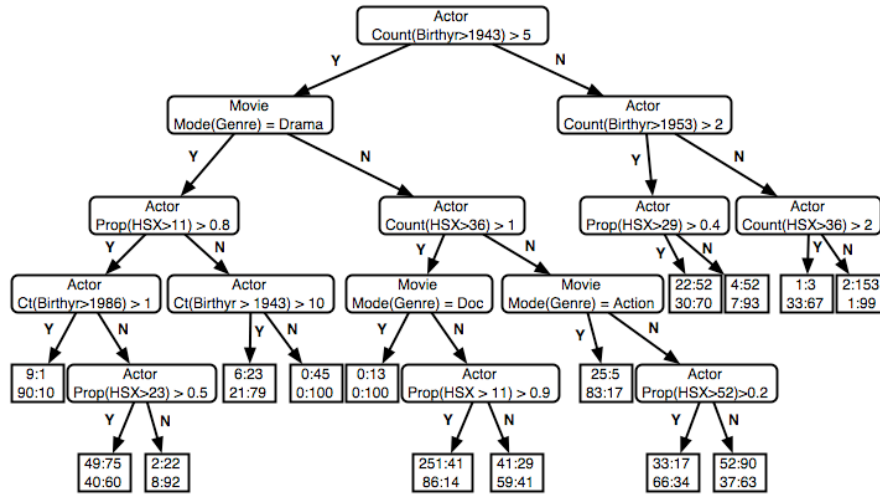 Actor
Count(Birthyr>1943) > 5
Y
N
Movie
Mode(Genre) = Drama
Actor
Count(Birthyr>1953) > 2
Y
N
Y
N
Actor
Prop(HSX>11) > 0.8
Actor
Count(HSX>36) > 1
Actor
Prop(HSX>29) > 0.4
Actor
Count(HSX>36) > 2
Y
N
Y
N
Y
N
Y
N
Actor
Ct(Birthyr>1986) > 1
Actor
Ct(Birthyr > 1943) > 10
Movie
Mode(Genre) = Doc
Movie
Mode(Genre) = Action
22:52
30:70
4:52
7:93
1:3
33:67
2:153
1:99
Y
N
Y
N
Y
N
Y
N
9:1
90:10
Actor
Prop(HSX>23) > 0.5
6:23
21:79
0:45
0:100
0:13
0:100
Actor
Prop(HSX > 11) > 0.9
25:5
83:17
Actor
Prop(HSX>52)>0.2
Y
N
Y
N
Y
N
49:75
40:60
2:22
8:92
251:41
86:14
41:29
59:41
33:17
66:34
52:90
37:63